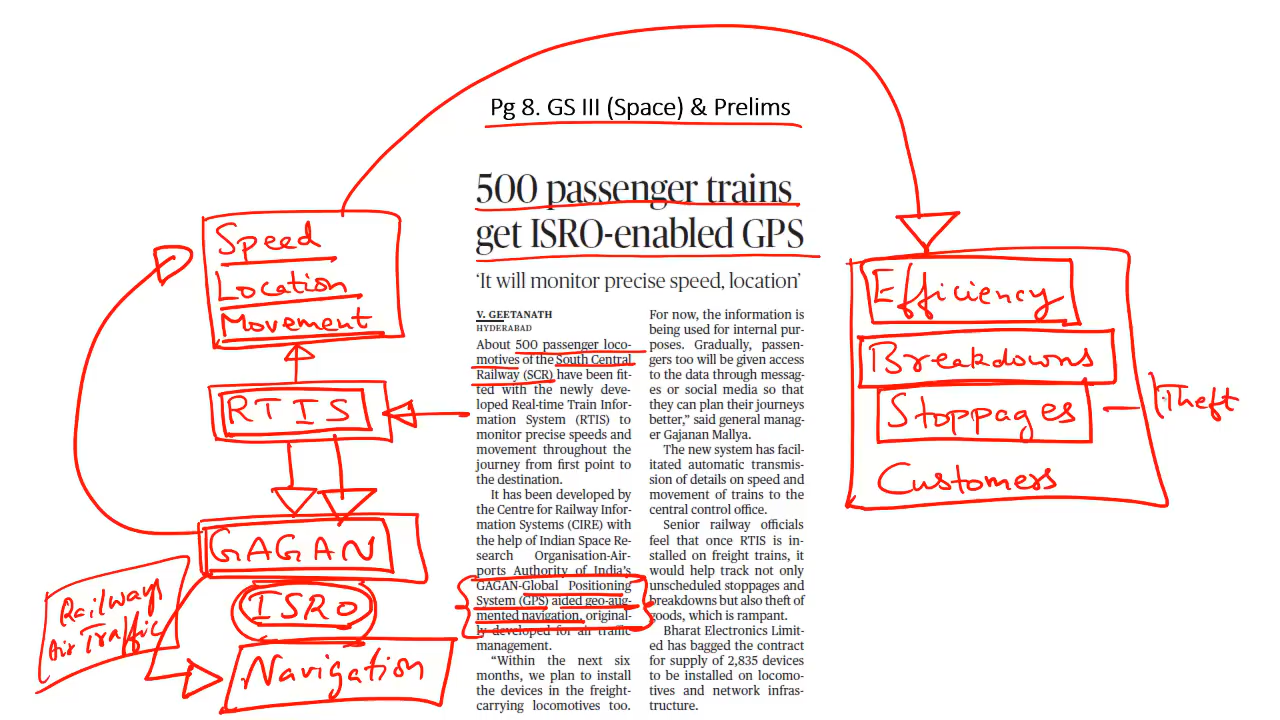 Pg 8. GS III (Space) & Prelims
500 passenger trains
get ISRO-enabled GPS
‘It will monitor precise speed, location’
V. GEETANATH
HYDERABAD
About 500 passenger loco-
motives of the South Central
Railway (SCR) have been fit-
ted with the newly deve-
loped Real-time Train Infor-
mation System (RTIS) to
monitor precise speeds and
movement throughout the
journey from first point to
the destination.
It has been developed by
the Centre for Railway Infor-
mation Systems (CIRE) with
the help of Indian Space Re-
search Organisation-Air-
ports Authority of India’s
GAGAN-Global Positioning
System (GPS) aided geo-aug-
mented navigation, original-
ly developed for air traffic
management.
“Within the next six
months, we plan to install
the devices in the freight-
carrying locomotives too.
For now, the information is
being used for internal pur-
poses. Gradually, passen-
gers too will be given access
to the data through messag-
es or social media so that
they can plan their journeys
better,” said general manag-
er Gajanan Mallya.
The new system has facil-
itated automatic transmis-
sion of details on speed and
movement of trains to the
central control office.
Senior railway officials
feel that once RTIS is in-
stalled on freight trains, it
would help track not only
unscheduled stoppages and
breakdowns but also theft of
goods, which is rampant.
Bharat Electronics Limit-
ed has bagged the contract
for supply of 2,835 devices
to be installed on locomo-
tives and network infras-
tructure.
Speed
Location
Movement
RTIS
GAGAN
ISRO
Navigation
Railways
Air Traffic
Efficiency
Breakdowns
Stoppages
Theft
Customers